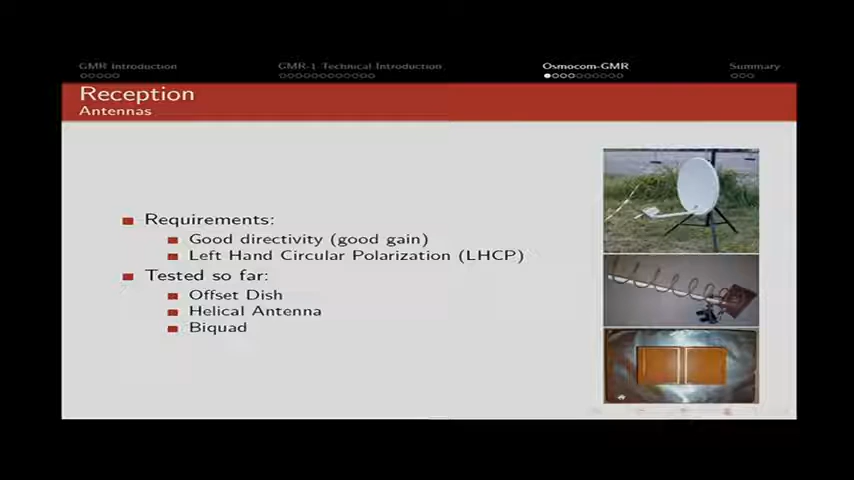 GMR Introduction
GMR-1 Technical Introduction
Osmocom-GMR
Summary
Reception
Antennas
Requirements:
Good directivity (good gain)
Left Hand Circular Polarization (LHCP)
Tested so far:
Offset Dish
Helical Antenna
Biquad